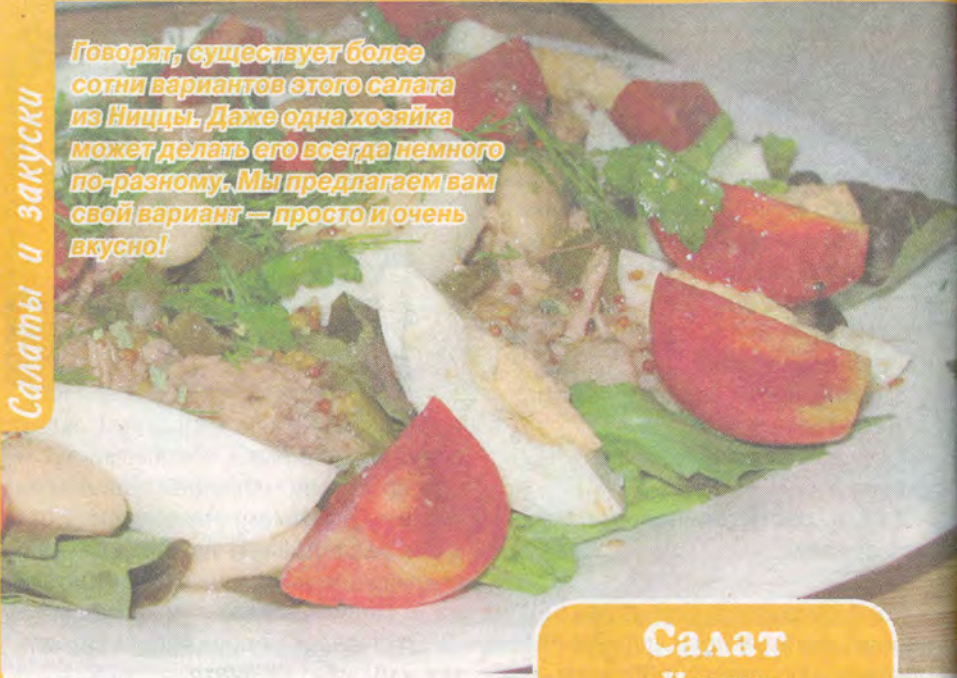 Салаты и закуски
Говорят, существует более
сотни вариантов этого салата
из Ниццы. Даже одна хозяйка
может делать его всегда немного
по-разному. Мы предлагаем вам
свой вариант — просто и очень
вкусно!
Салат